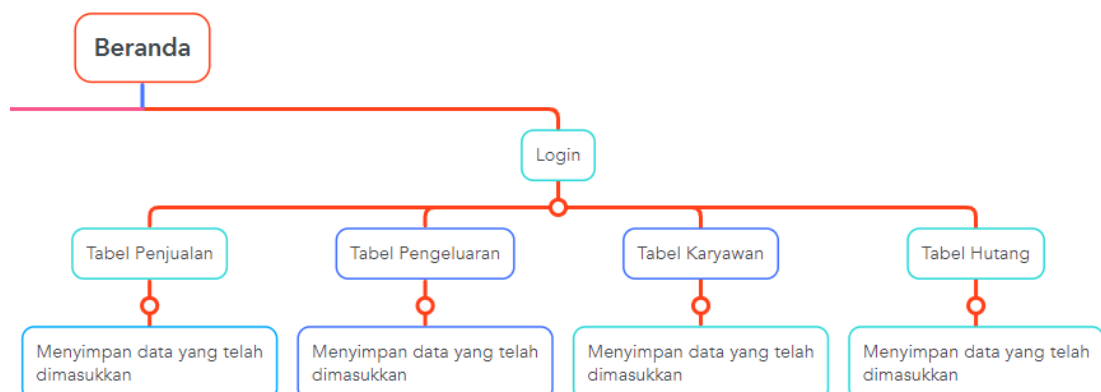 Beranda
Login
Tabel Penjualan
Tabel Pengeluaran
Tabel Karyawan
Tabel Hutang
Menyimpan data yang telah
dimasukkan
Menyimpan data yang telah
dimasukkan
Menyimpan data yang telah
dimasukkan
Menyimpan data yang telah
dimasukkan